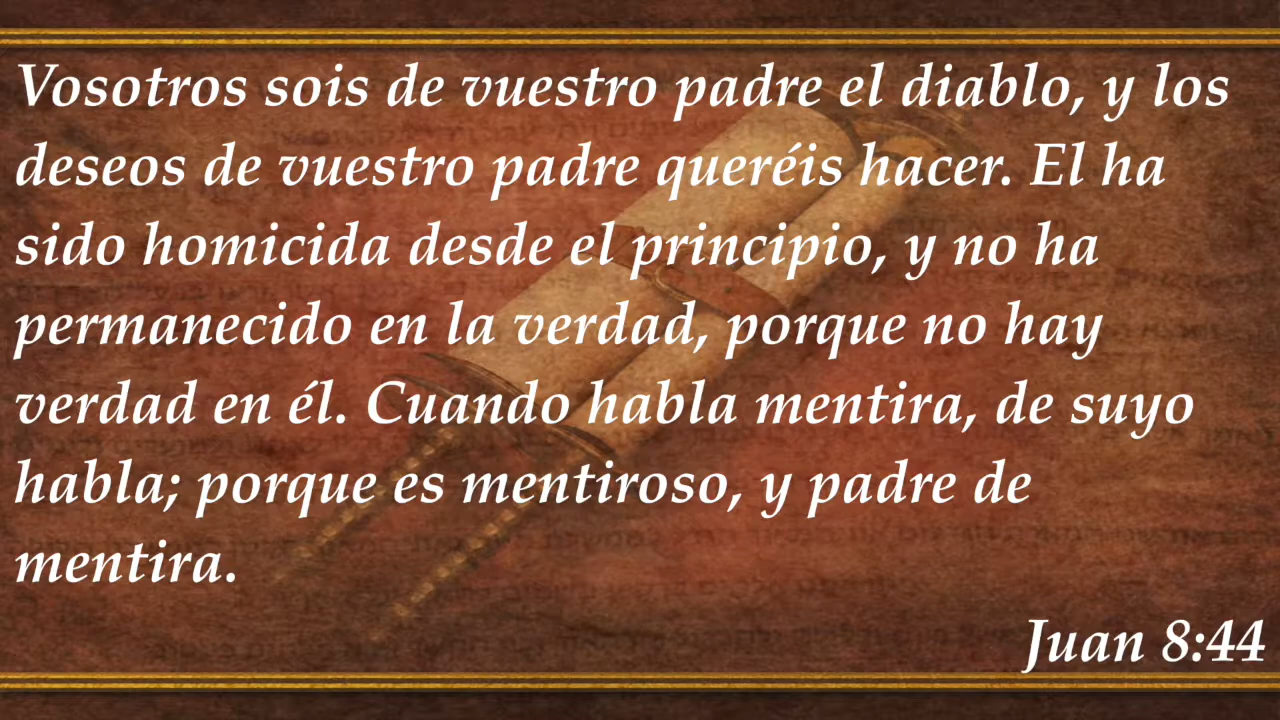 Vosotros sois de vuestro padre el diablo, y los
deseos de vuestro padre queréis hacer. El ha
sido homicida desde el principio, y no ha
permanecido en la verdad, porque no hay
verdad en él. Cuando habla mentira, de suyo
habla; porque es mentiroso, y padre de
mentira.
Juan 8:44